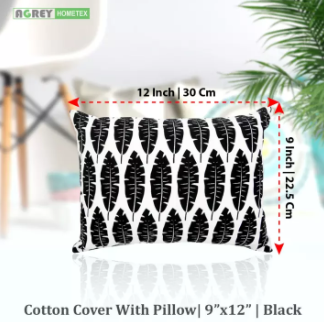 AGREY HOMETEX
12 Inch | 30 Cm
9 Inch | 22.5 Cm
Cotton Cover With Pillow| 9”x12” | Black